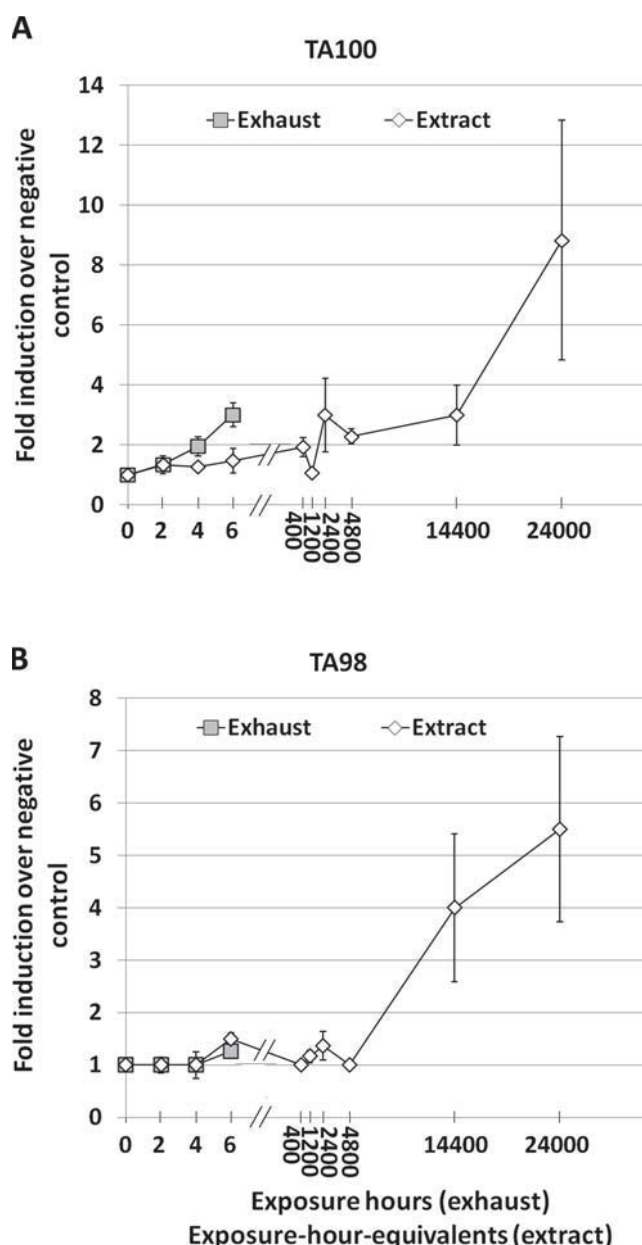 A
TA100
Exhaust Extract
Fold induction over negative
control
14
12
10
8
6
4
2
0
0 2 4 6 // 400 1200 2400 4800 14400 24000
B
TA98
Exhaust Extract
Fold induction over negative
control
8
7
6
5
4
3
2
1
0
0 2 4 6 // 400 1200 2400 4800 14400 24000
Exposure hours (exhaust)
Exposure-hour-equivalents (extract)